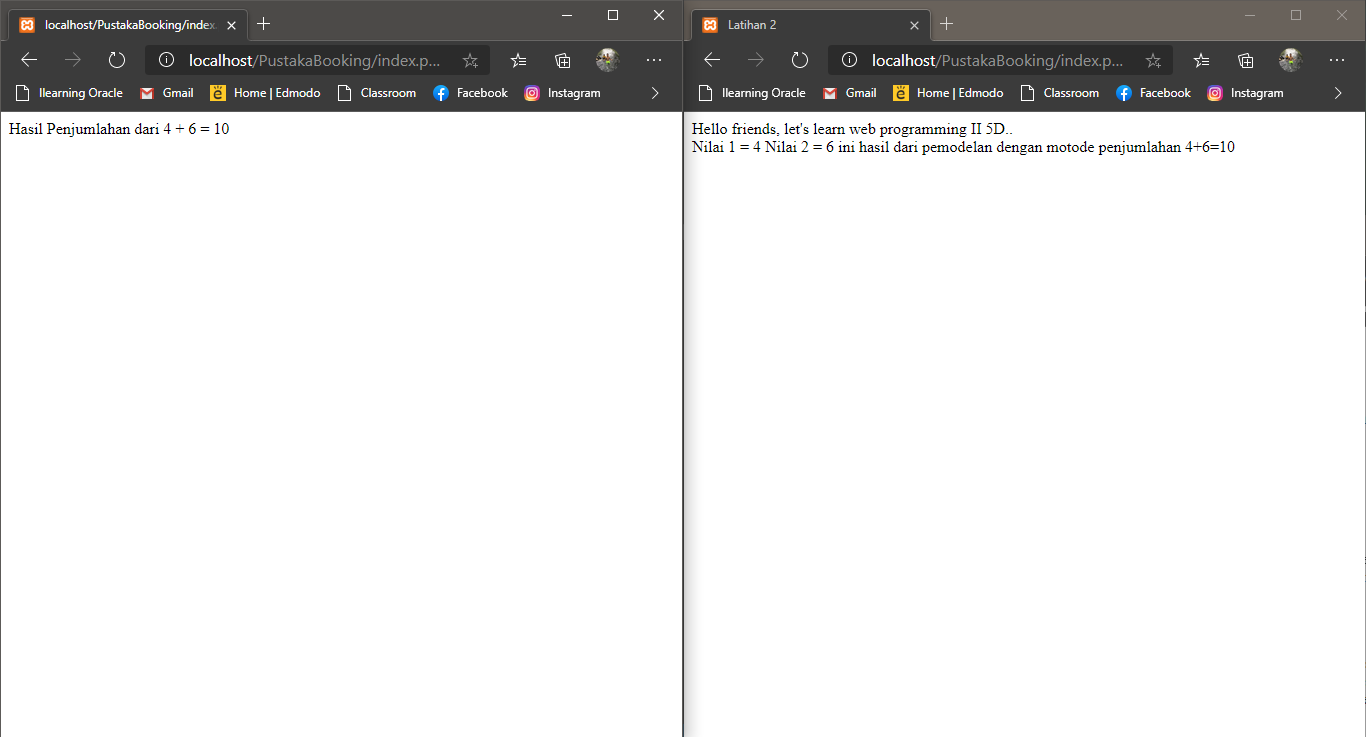 localhost/PustakaBooking/index.
localhost/PustakaBooking/index.p...
Ilearning Oracle Gmail Home | Edmodo Classroom Facebook Instagram
Hasil Penjumlahan dari 4 + 6 = 10
Latihan 2
localhost/PustakaBooking/index.p...
Ilearning Oracle Gmail Home | Edmodo Classroom Facebook Instagram
Hello friends, let's learn web programming II 5D..
Nilai 1 = 4 Nilai 2 = 6 ini hasil dari pemodelan dengan motode penjumlahan 4+6=10